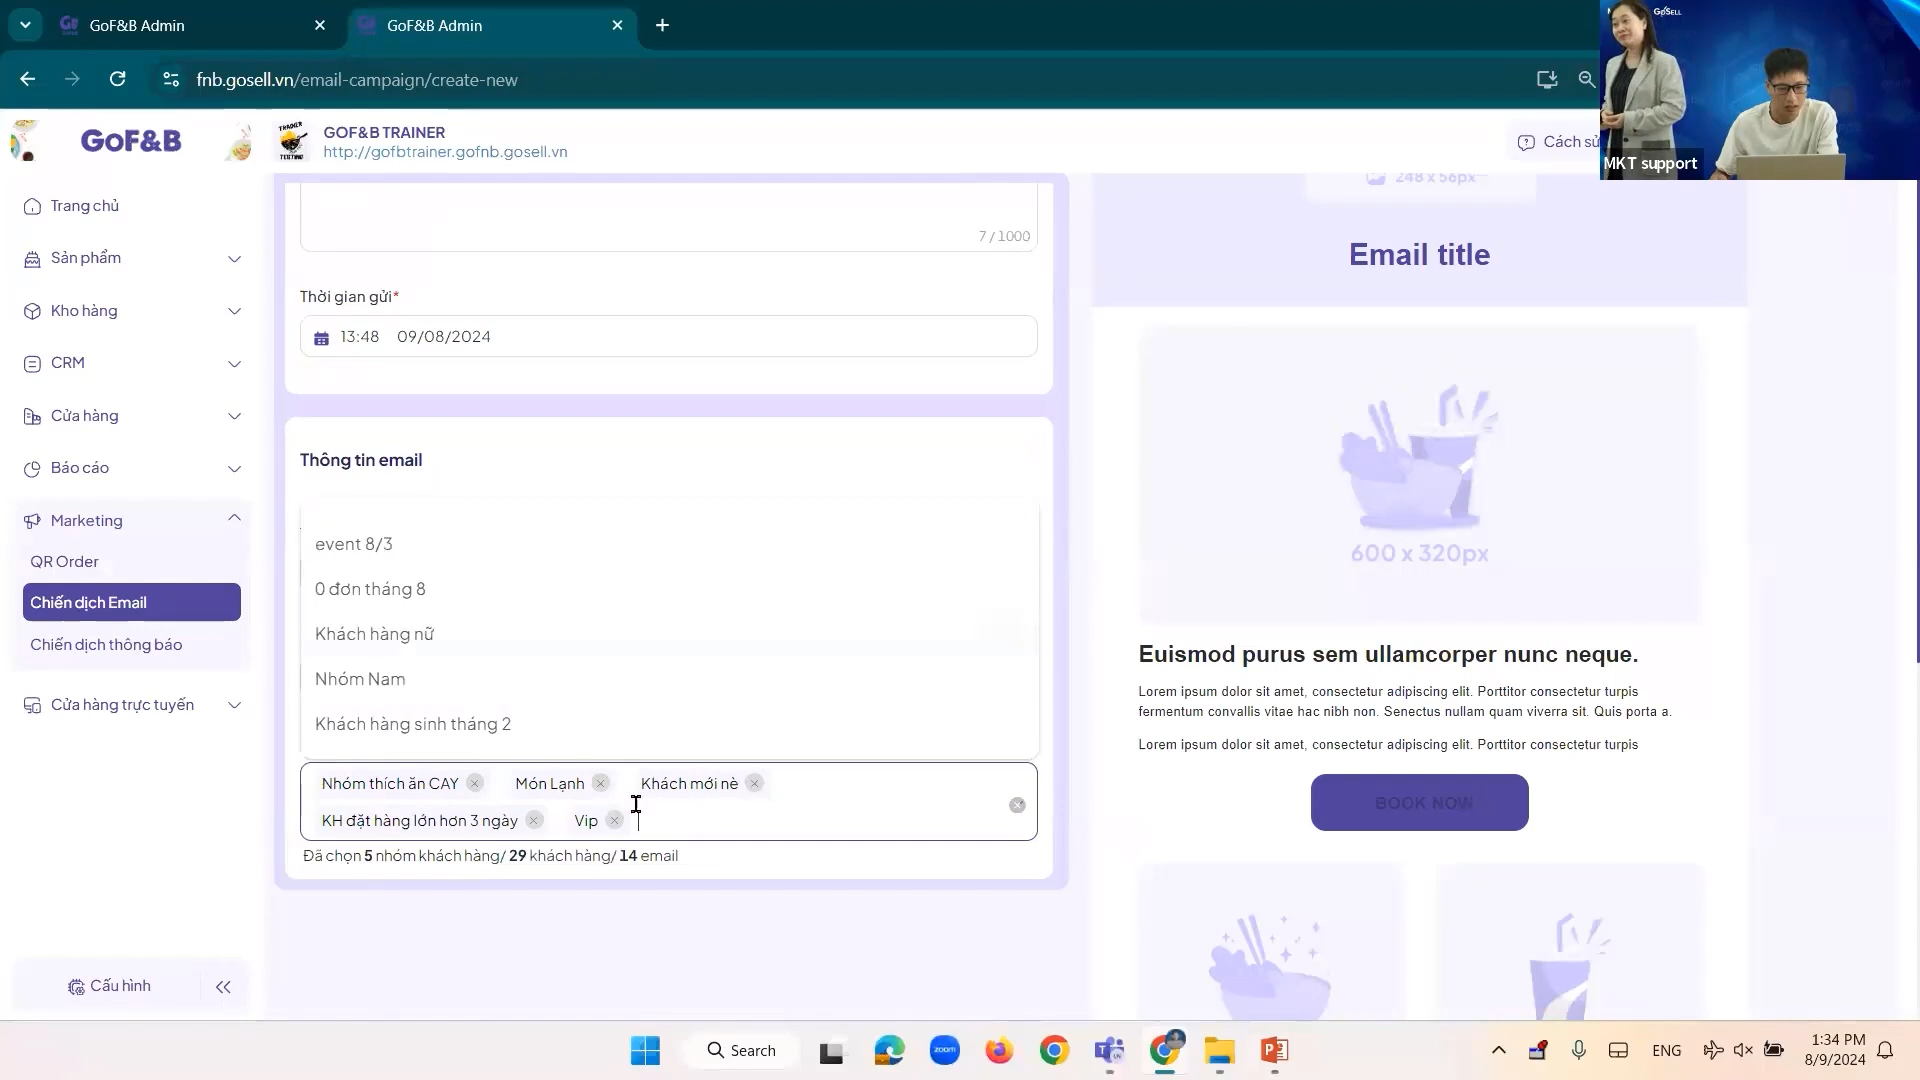 GoF&B Admin
GoF&B Admin
fnb.gosell.vn/email-campaign/create-new
GOSELL
MKT support
GOF&B
GOF&B TRAINER
http://gofbtrainer.gofnb.gosell.vn
Cách sử
Trang chủ
Sản phẩm
Kho hàng
CRM
Cửa hàng
Báo cáo
Marketing
QR Order
Chiến dịch Email
Chiến dịch thông báo
Cửa hàng trực tuyến
Cấu hình
7 / 1000
Thời gian gửi*
13:48 09/08/2024
Thông tin email
event 8/3
0 đơn tháng 8
Khách hàng nữ
Nhóm Nam
Khách hàng sinh tháng 2
Nhóm thích ăn CAY
Món Lạnh
Khách mới nè
KH đặt hàng lớn hơn 3 ngày
Vip
Đã chọn 5 nhóm khách hàng/ 29 khách hàng/ 14 email
248 x 56px
Email title
600 x 320px
Euismod purus sem ullamcorper nunc neque.
Lorem ipsum dolor sit amet, consectetur adipiscing elit. Porttitor consectetur turpis
fermentum convallis vitae hac nibh non. Senectus nullam quam viverra sit. Quis porta a.
Lorem ipsum dolor sit amet, consectetur adipiscing elit. Porttitor consectetur turpis
BOOK NOW
Search
zoom
ENG
1:34 PM
8/9/2024